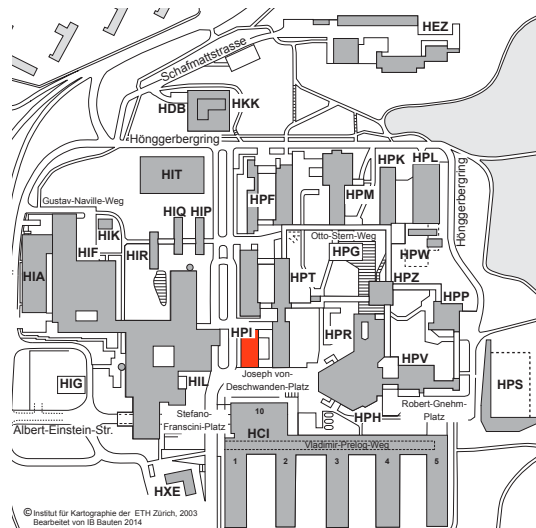 HEZ
Schafmattstrasse
HDB
HKK
Hönggerbergring
HIT
HPF
HPM
HPK
HPL
Gustav-Naville-Weg
HIK
HIQ
HIP
HIR
HIF
HIA
Otto-Stern-Weg
HPG
HPT
HPW
HPZ
HPP
Hönggerbergring
HPI
HPR
HPV
HPS
HIG
HIL
Joseph von-
Deschwanden-Platz
Stefano-
Franscini-Platz
Albert-Einstein-Str.
10
HCI
HPH
Robert-Gnehm-
Platz
Vladimir-Prelog-Weg
1
2
3
4
5
HXE
© Institut für Kartographie der ETH Zürich, 2003
Bearbeitet von IB Bauten 2014